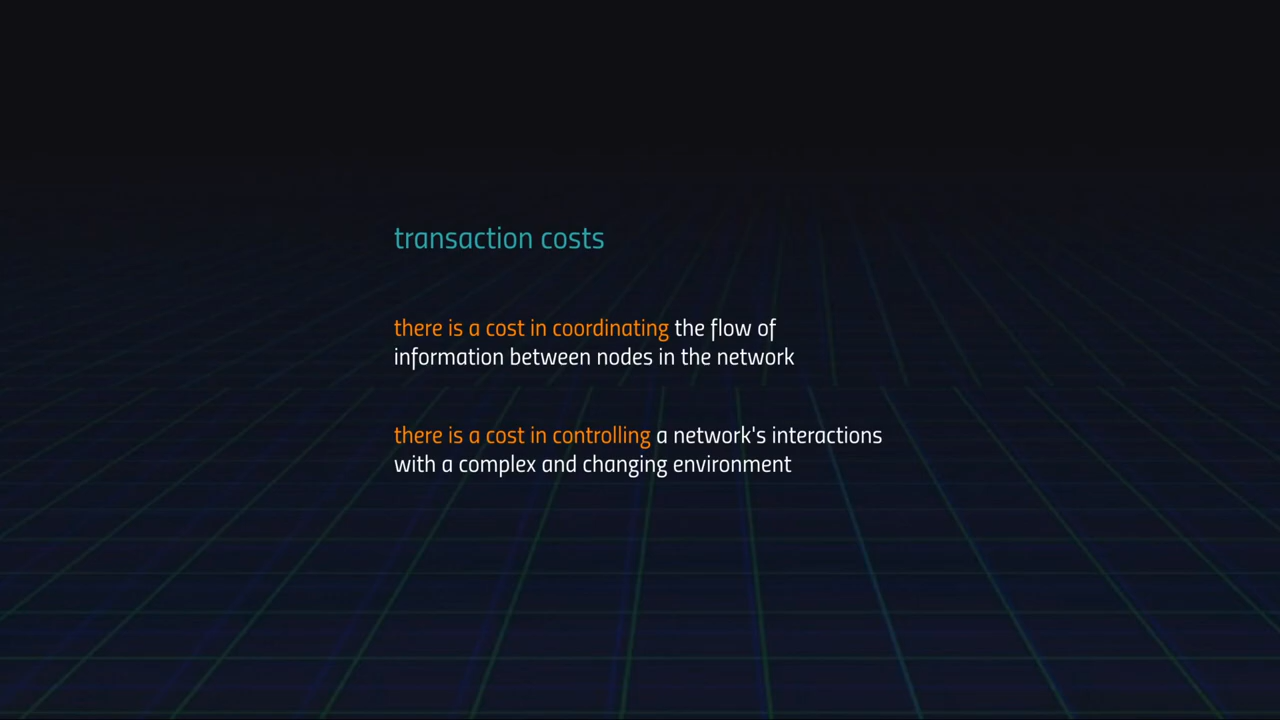 transaction costs
there is a cost in coordinating the flow of
information between nodes in the network
there is a cost in controlling a network's interactions
with a complex and changing environment